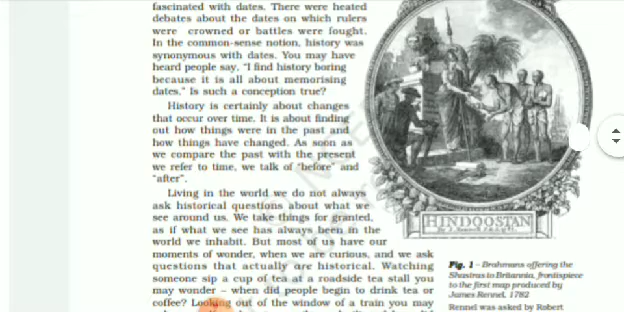 fascinated with dates. There were heated
debates about the dates on which rulers
were crowned or battles were fought.
In the common-sense notion, history was
synonymous with dates. You may have
heard people say, "I find history boring
because it is all about memorising
dates." Is such a conception true?
History is certainly about changes
that occur over time. It is about finding
out how things were in the past and
how things have changed. As soon as
we compare the past with the present
we refer to time, we talk of "before" and
"after".
Living in the world we do not always
ask historical questions about what we
see around us. We take things for granted,
as if what we see has always been in the
world we inhabit. But most of us have our
moments of wonder, when we are curious, and we ask
questions that actually are historical. Watching
someone sip a cup of tea at a roadside tea stall you
may wonder – when did people begin to drink tea or
coffee? Looking out of the window of a train you may
HINDOOSTAN
Fig. 1 – Brahmans offering the
Shastras to Britannia, frontispiece
to the first map produced by
James Rennel, 1782
Rennel was asked by Robert